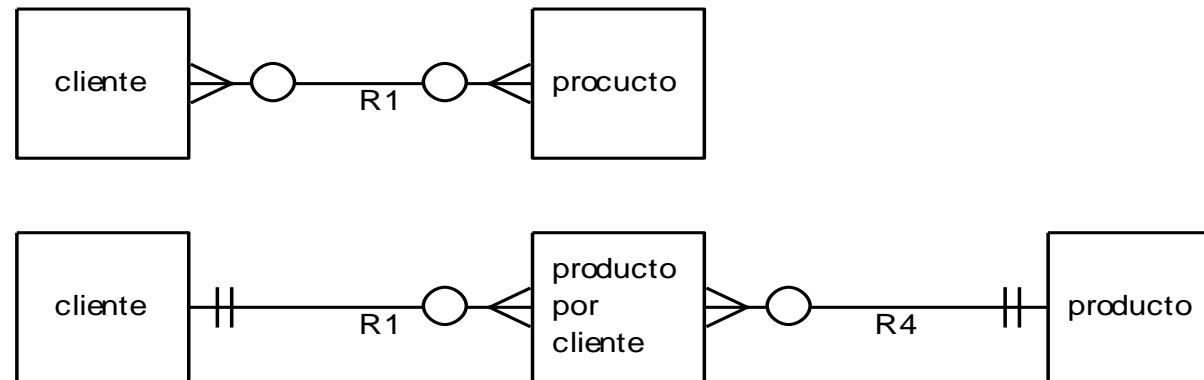 cliente
R1
procucto
cliente
R1
producto
por
cliente
R4
producto